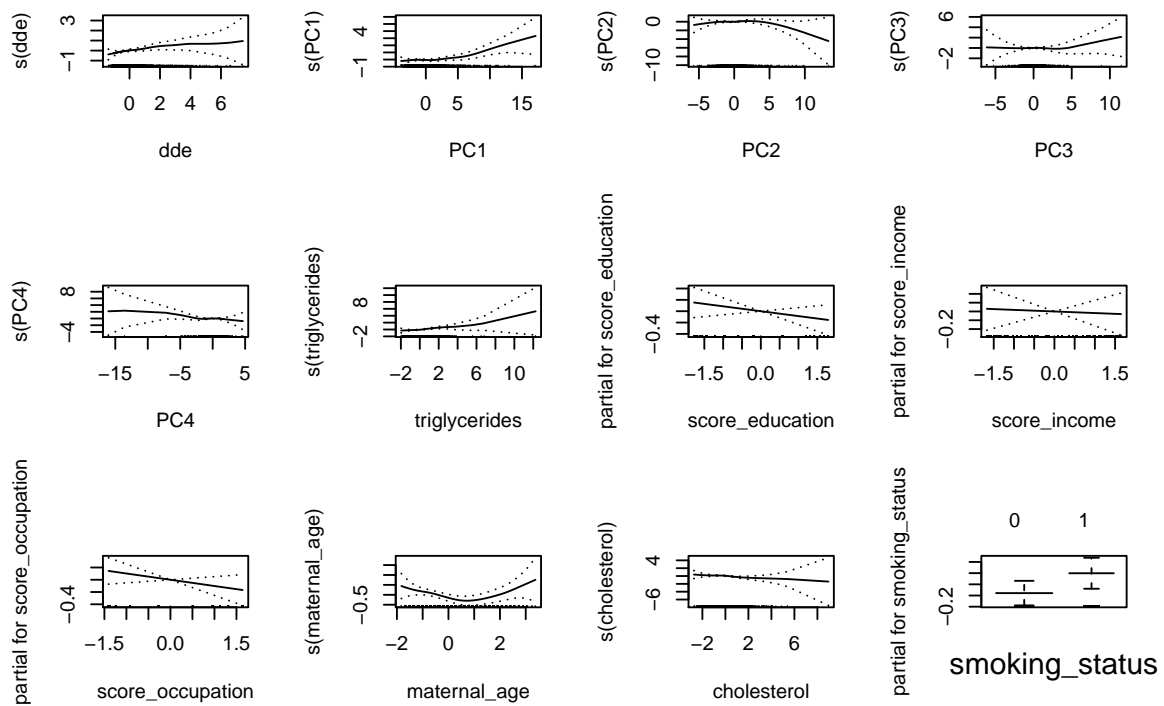 s(dde)
3
−1
0 2 4 6
dde
s(PC1)
4
−1
0 5 15
PC1
s(PC2)
0
−10
−5 0 5 10
PC2
s(PC3)
6
−2
−5 0 5 10
PC3
s(PC4)
8
−4
−15 −5 5
PC4
s(triglycerides)
8
−2
−2 2 6 10
triglycerides
partial for score_education
−0.4
−1.5 0.0 1.5
score_education
partial for score_income
−0.2
−1.5 0.0 1.5
score_income
partial for score_occupation
−0.4
−1.5 0.0 1.5
score_occupation
s(maternal_age)
−0.5
−2 0 2
maternal_age
s(cholesterol)
4
−6
−2 2 6
cholesterol
partial for smoking_status
0 1
−0.2
smoking_status